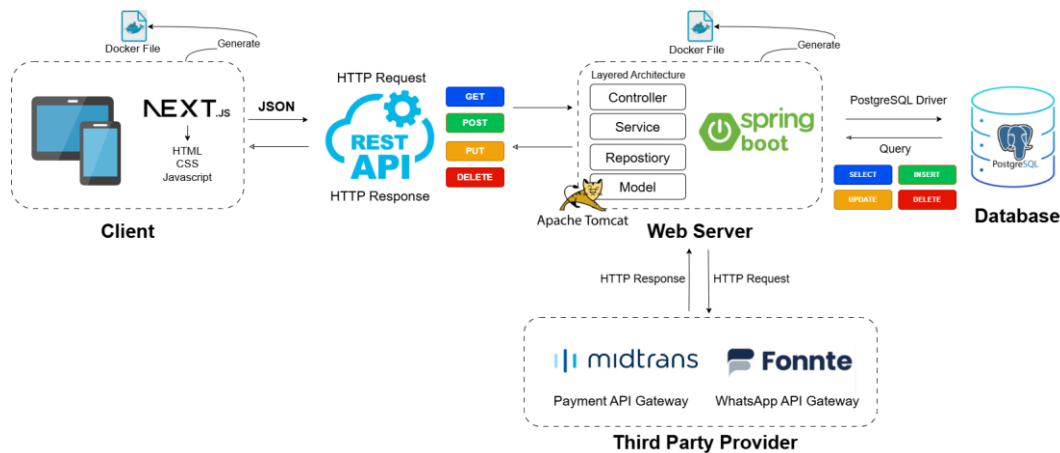 Docker File
Generate
NEXT.JS
HTML
CSS
Javascript
Client
JSON
HTTP Request
REST
API
HTTP Response
GET
POST
PUT
DELETE
Docker File
Generate
Layered Architecture
Controller
Service
Repostiory
Model
spring
boot
Apache Tomcat
Web Server
PostgreSQL Driver
Query
SELECT
INSERT
UPDATE
DELETE
PostgreSQL
Database
HTTP Response
HTTP Request
midtrans
Payment API Gateway
Fonnte
WhatsApp API Gateway
Third Party Provider